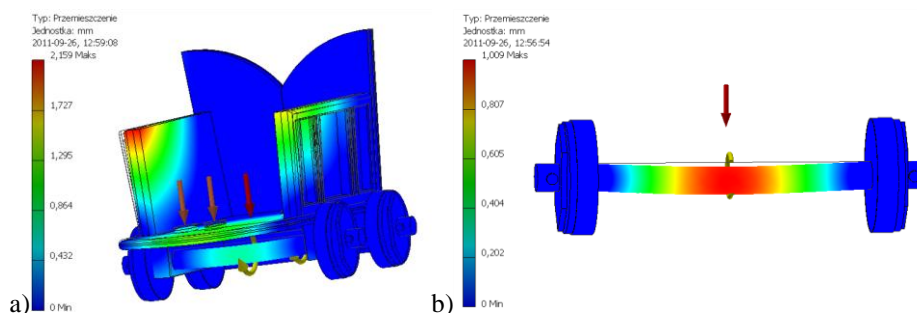 Typ: Przemieszczenie
Jednostka: mm
2011-09-26, 12:59:08
2,159 Maks
1,727
1,295
0,864
0,432
0 Min
a)
Typ: Przemieszczenie
Jednostka: mm
2011-09-26, 12:56:54
1,009 Maks
0,807
0,605
0,404
0,202
0 Min
b)